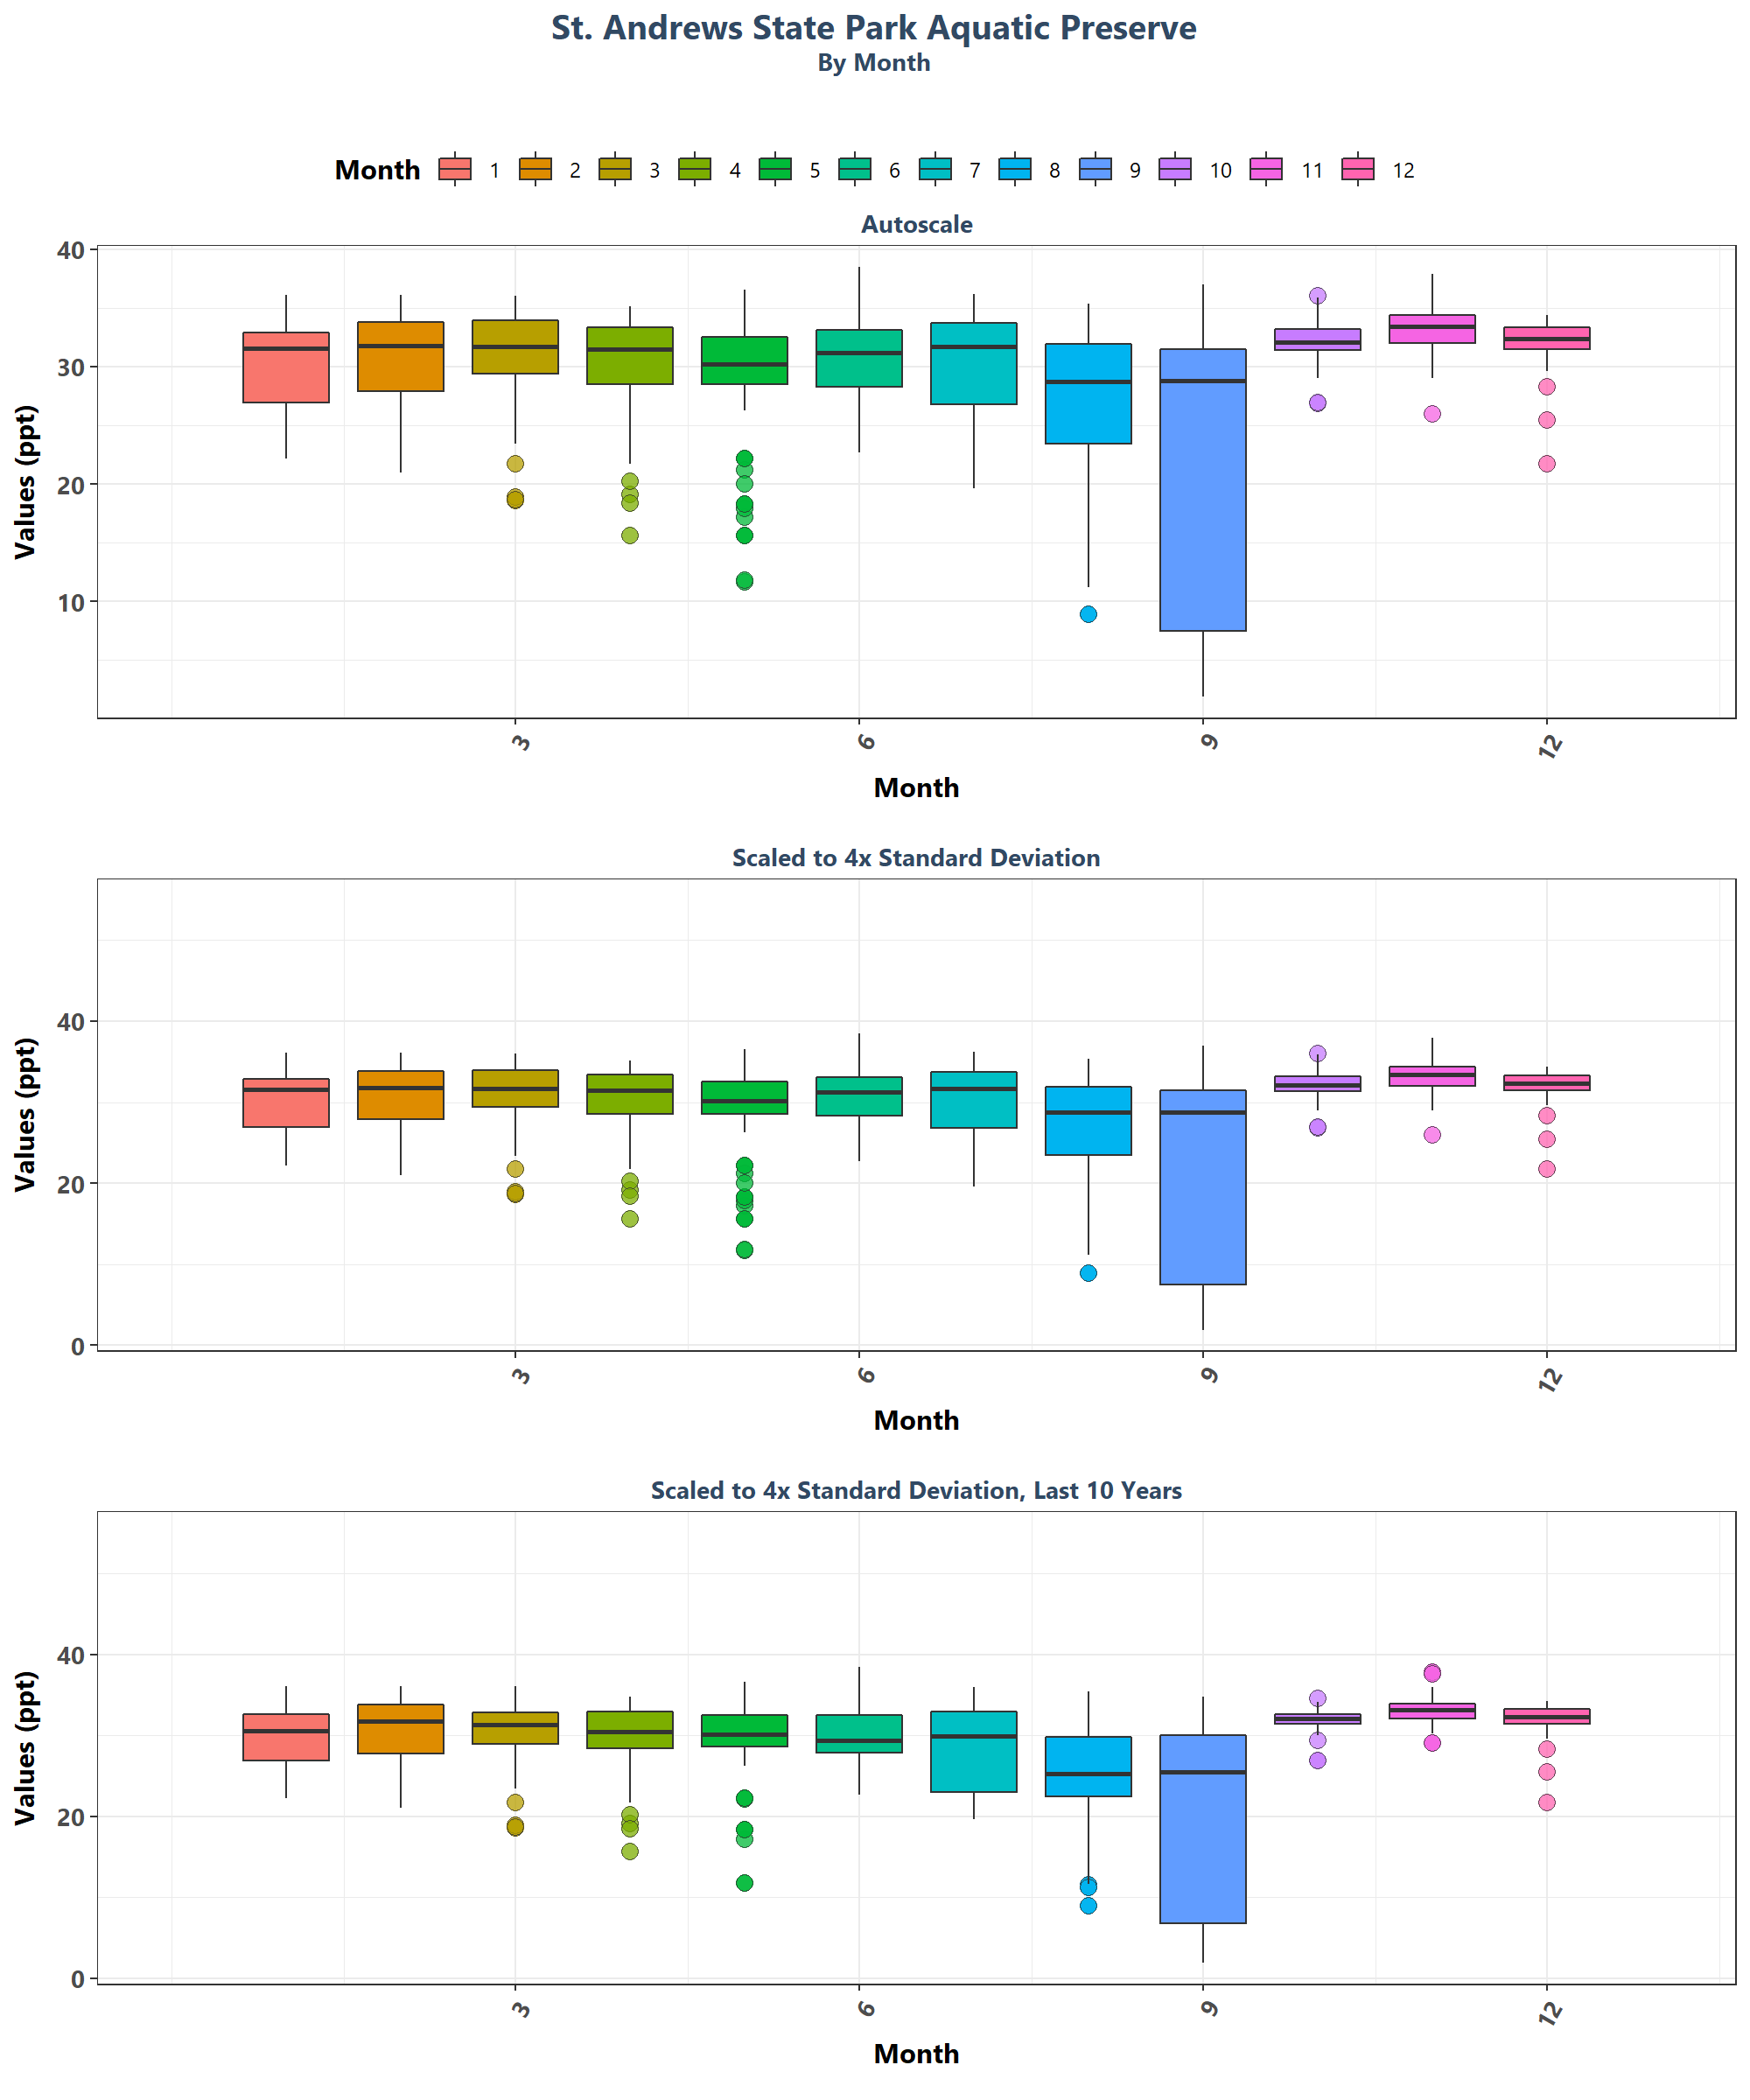 St. Andrews State Park Aquatic Preserve
By Month
Month 1 2 3 4 5 6 7 8 9 10 11 12
Autoscale
Values (ppt)
40
30
20
10
3 6 9 12
Month
Scaled to 4x Standard Deviation
Values (ppt)
40
20
0
3 6 9 12
Month
Scaled to 4x Standard Deviation, Last 10 Years
Values (ppt)
40
20
0
3 6 9 12
Month